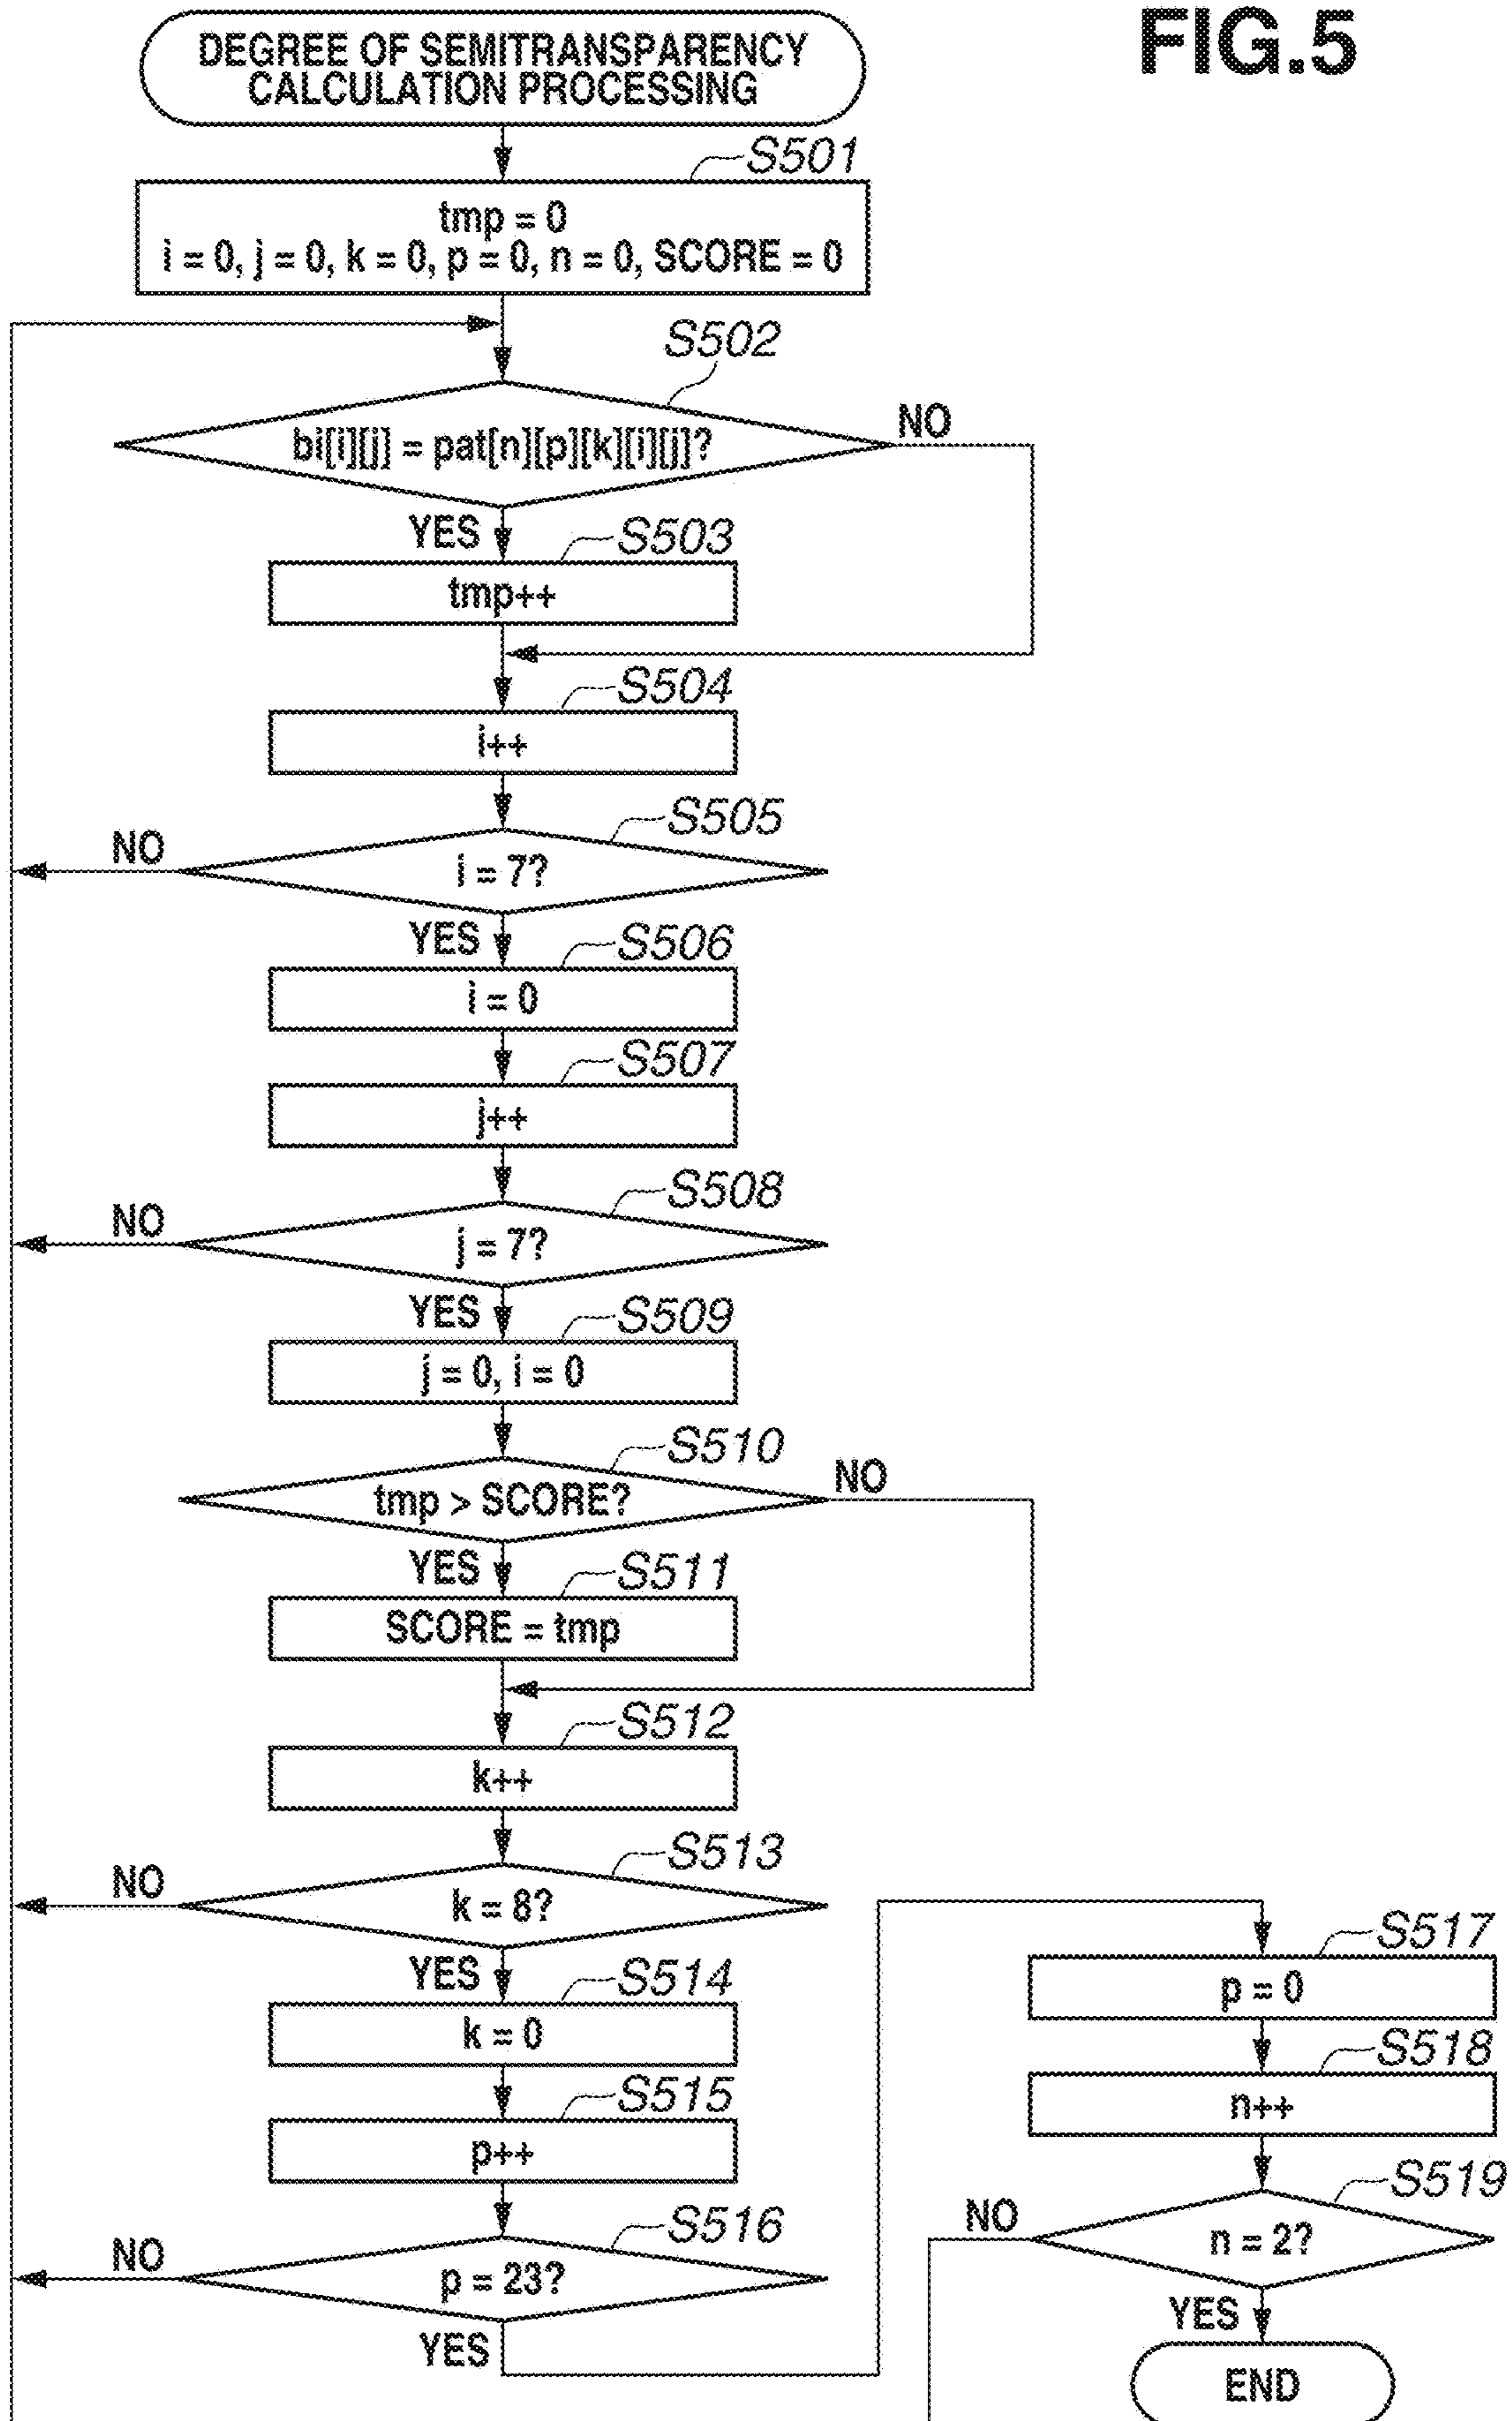 FIG.5
DEGREE OF SEMITRANSPARENCY
CALCULATION PROCESSING
S501
tmp = 0
i = 0, j = 0, k = 0, p = 0, n = 0, SCORE = 0
S502
bi[i][j] = pat[n][p][k][i][j]?
NO
YES
S503
tmp++
S504
i++
S505
i = 7?
NO
YES
S506
i = 0
S507
j++
S508
j = 7?
NO
YES
S509
j = 0, i = 0
S510
tmp > SCORE?
NO
YES
S511
SCORE = tmp
S512
k++
S513
k = 8?
NO
YES
S514
k = 0
S515
p++
S516
p = 23?
NO
YES
S517
p = 0
S518
n++
S519
n = 2?
NO
YES
END